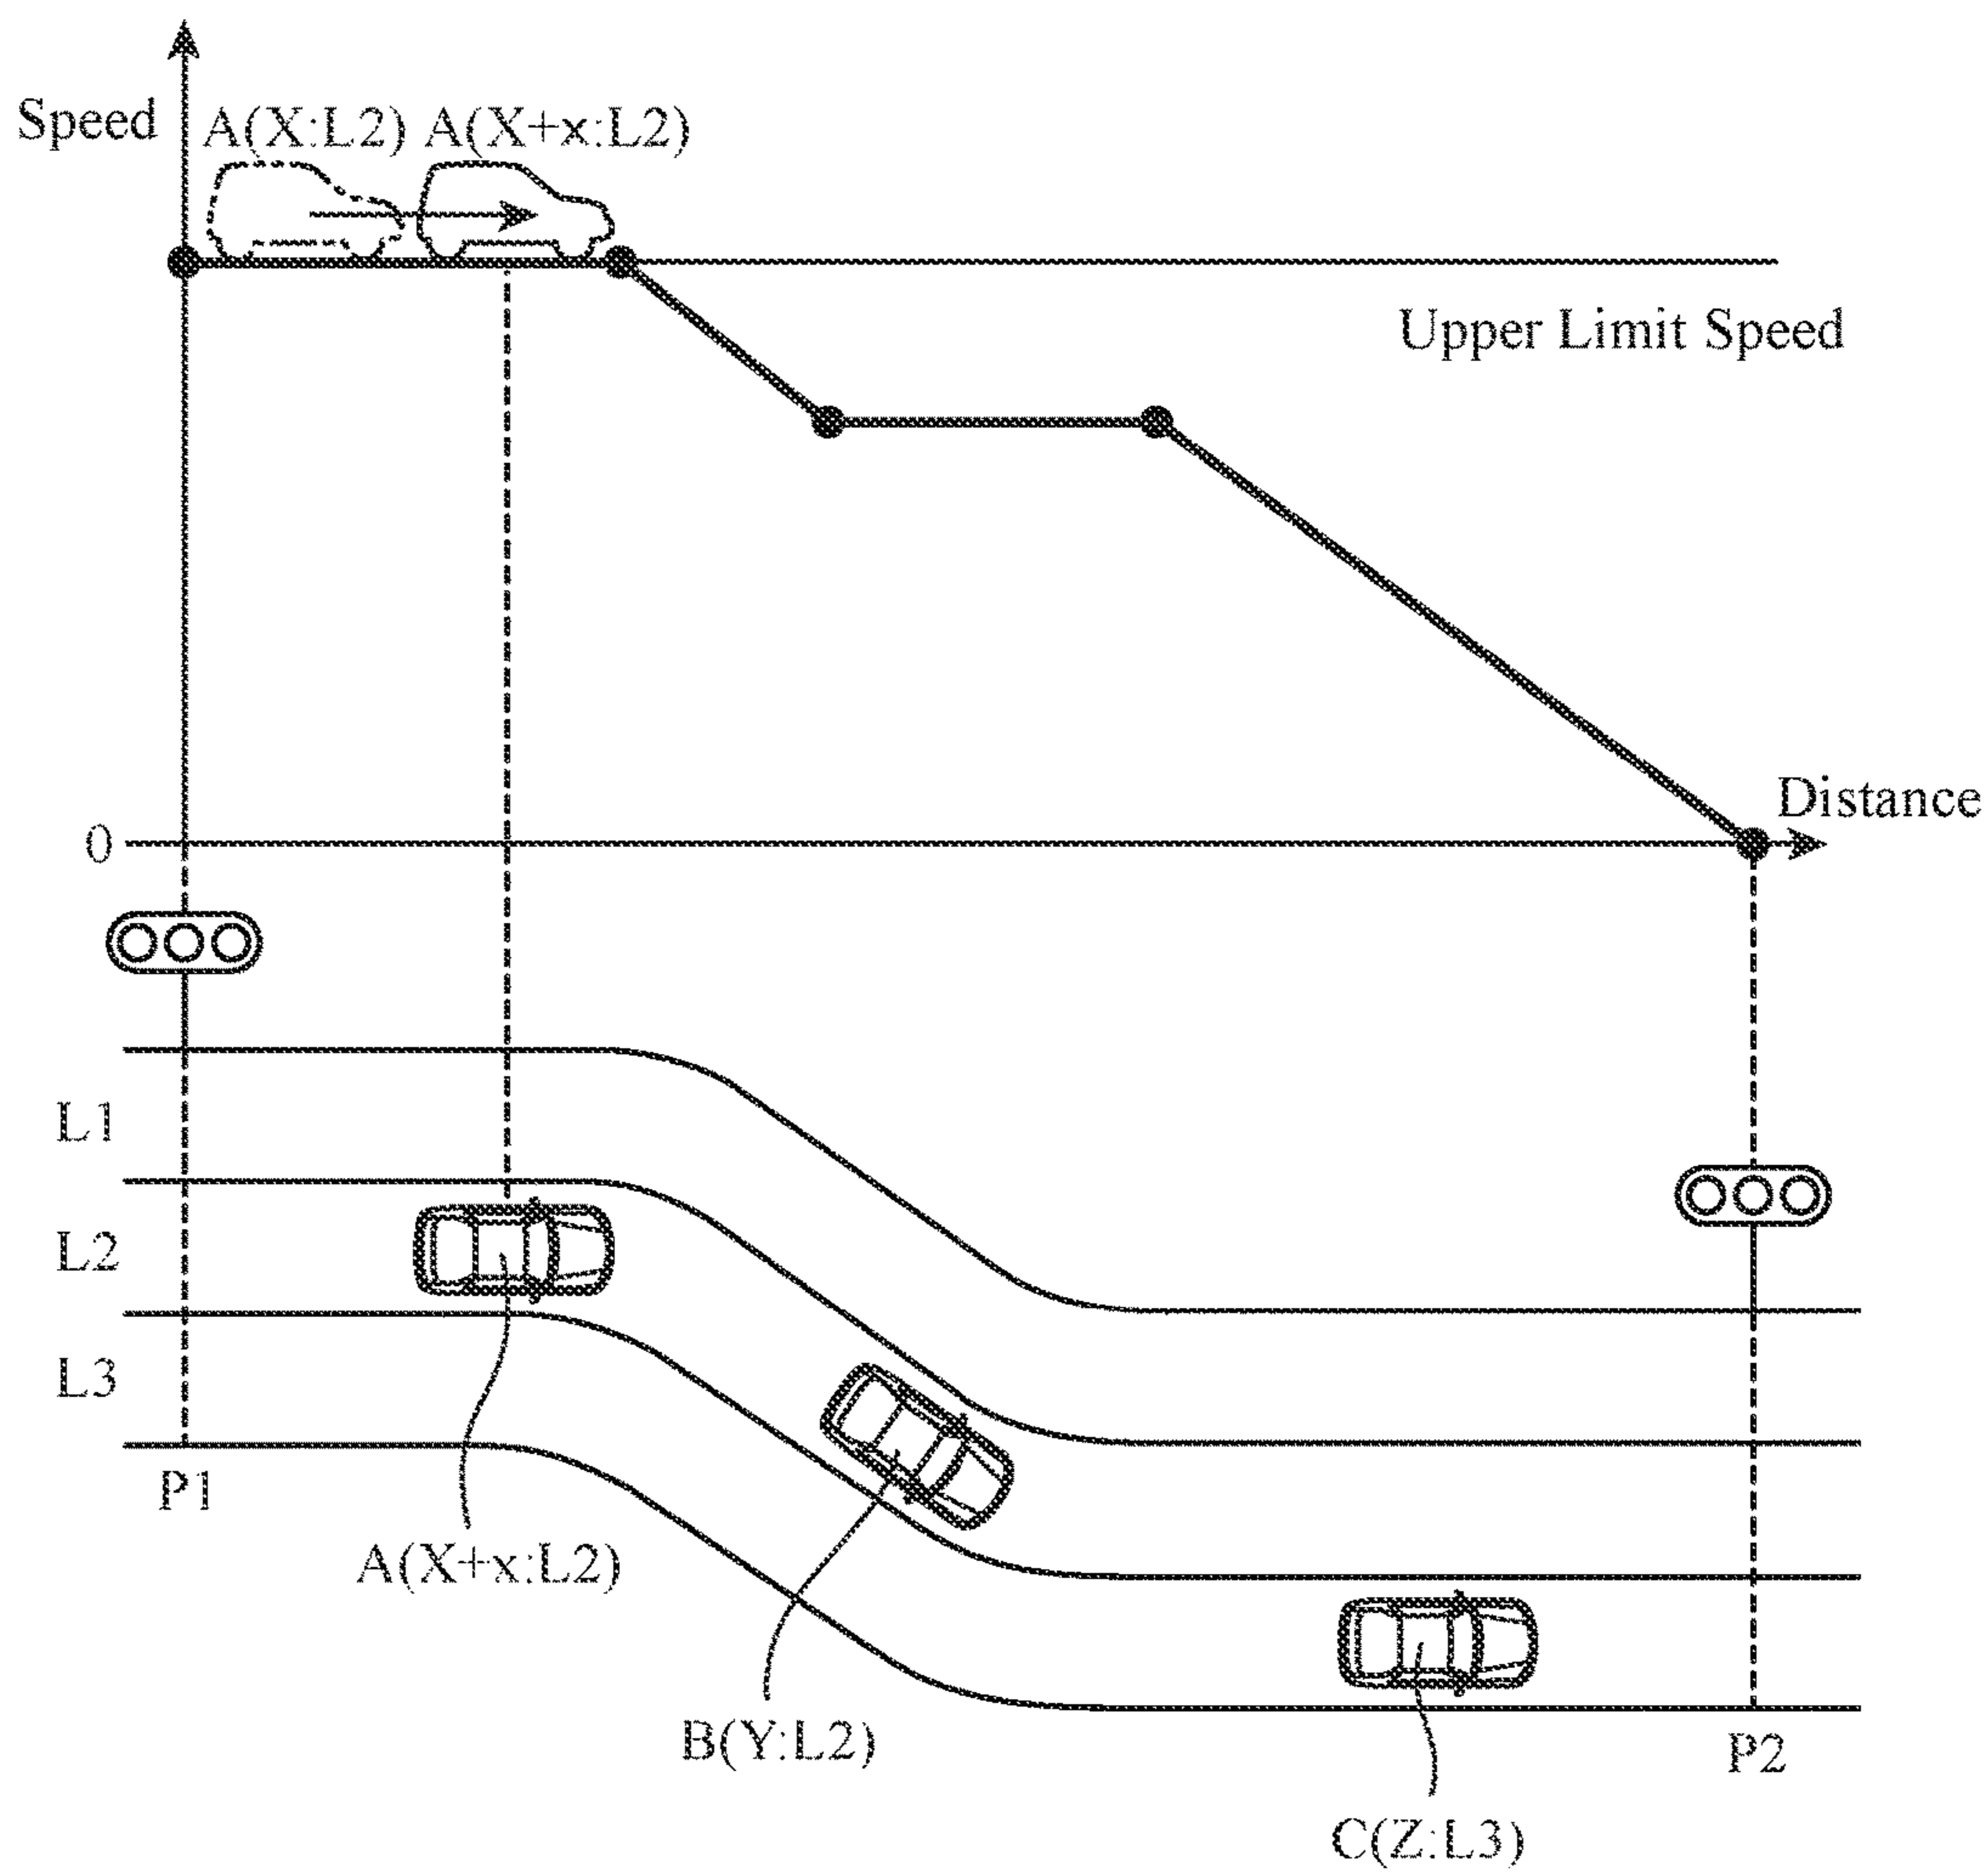 Speed
A(X:L2) A(X+x:L2)
Upper Limit Speed
Distance
0
L1
L2
L3
P1
A(X+x:L2)
B(Y:L2)
P2
C(Z:L3)